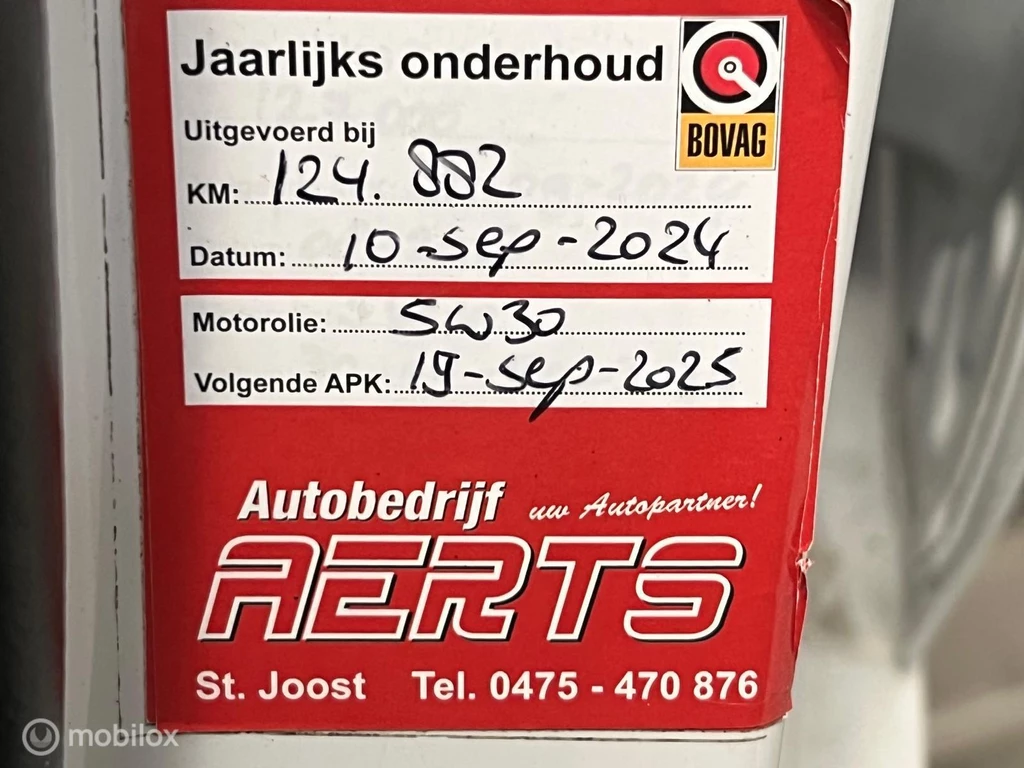 Jaarlijks onderhoud
BOVAG
Uitgevoerd bij
KM: 124.882
Datum: 10-sep-2024
Motorolie: 5W30
Volgende APK: 19-sep-2025
Autobedrijf uw Autopartner!
AERTS
St. Joost Tel. 0475 - 470 876
mobilox